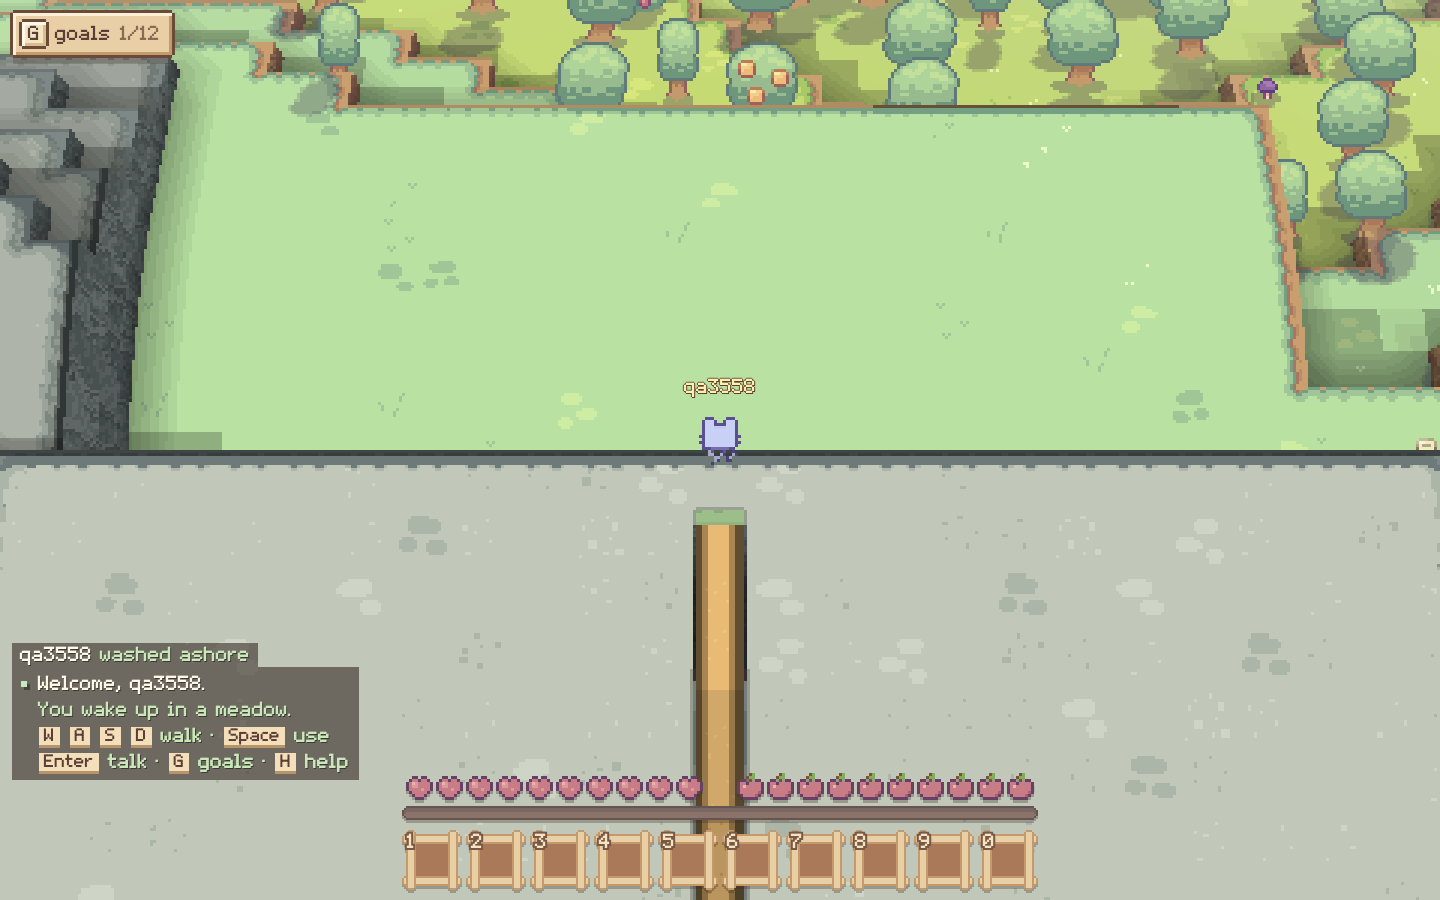 G goals 1/12
qa3558
qa3558 washed ashore
Welcome, qa3558.
You wake up in a meadow.
W A S D walk · Space use
Enter talk · G goals · H help
1 2 3 4 5 6 7 8 9 0